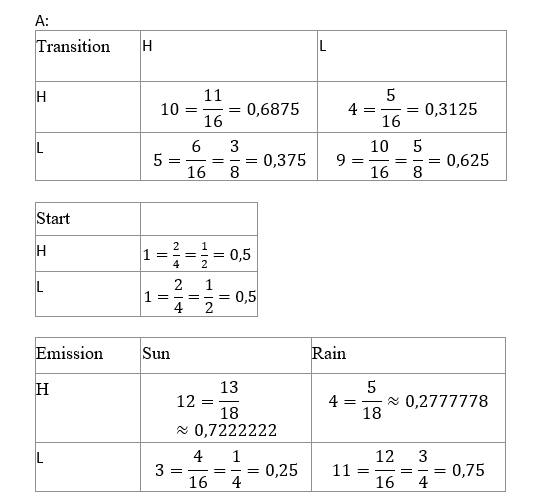 A:
Transition H L
H 10 = 11/16 = 0,6875 4 = 5/16 = 0,3125
L 5 = 6/16 = 3/8 = 0,375 9 = 10/16 = 5/8 = 0,625
Start
H 1 = 2/4 = 1/2 = 0,5
L 1 = 2/4 = 1/2 = 0,5
Emission Sun Rain
H 12 = 13/18 ≈ 0,7222222 4 = 5/18 ≈ 0,2777778
L 3 = 4/16 = 1/4 = 0,25 11 = 12/16 = 3/4 = 0,75